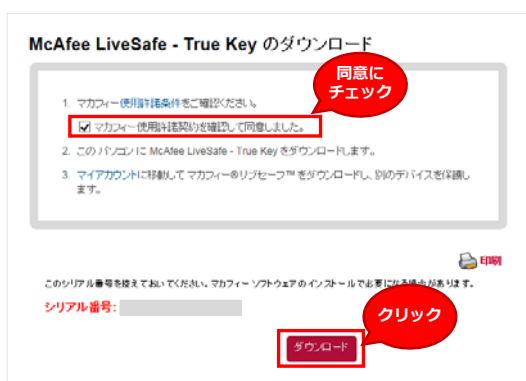 McAfee LiveSafe - True Key のダウンロード
同意に
チェック
1. マカフィー使用許諾条件をご確認ください。
マカフィー使用許諾契約を確認して同意しました。
2. このパソコンに McAfee LiveSafe - True Key をダウンロードします。
3. マイアカウントに移動して マカフィー®リブセーフ™ をダウンロードし、別のデバイスを保護し
ます。
印刷
このシリアル番号を控えておいてください。マカフィー ソフトウェアのインストールで必要になる場合があります。
シリアル番号:
クリック
ダウンロード